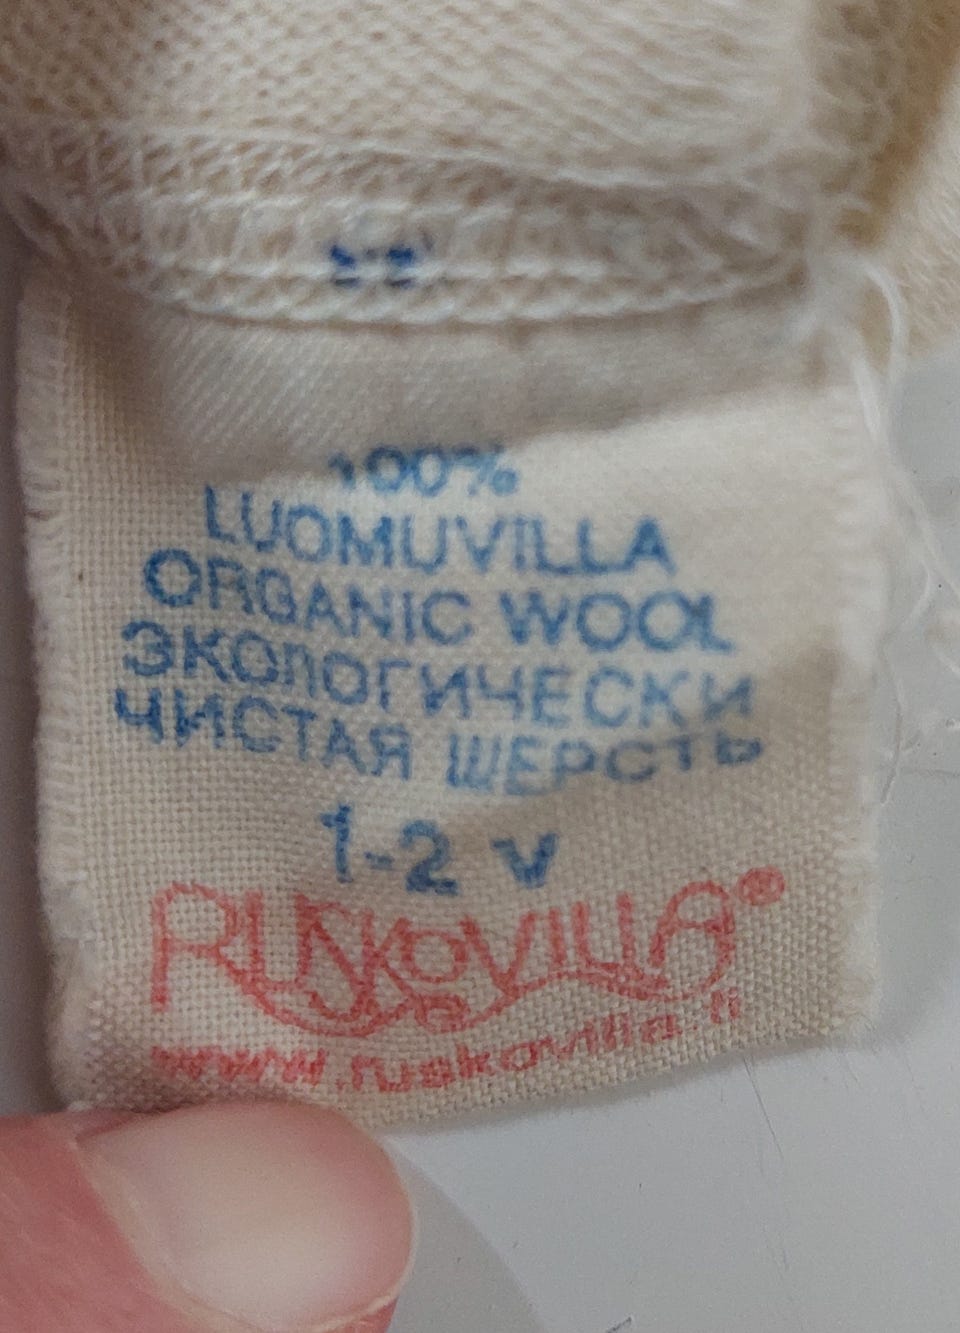 100%
LUOMUVILLA
ORGANIC WOOL
ЭКОЛОГИЧЕСКИ
ЧИСТАЯ ШЕРСТЬ
1-2 v
RUSKOVILLA®
www.ruskovilla.fi